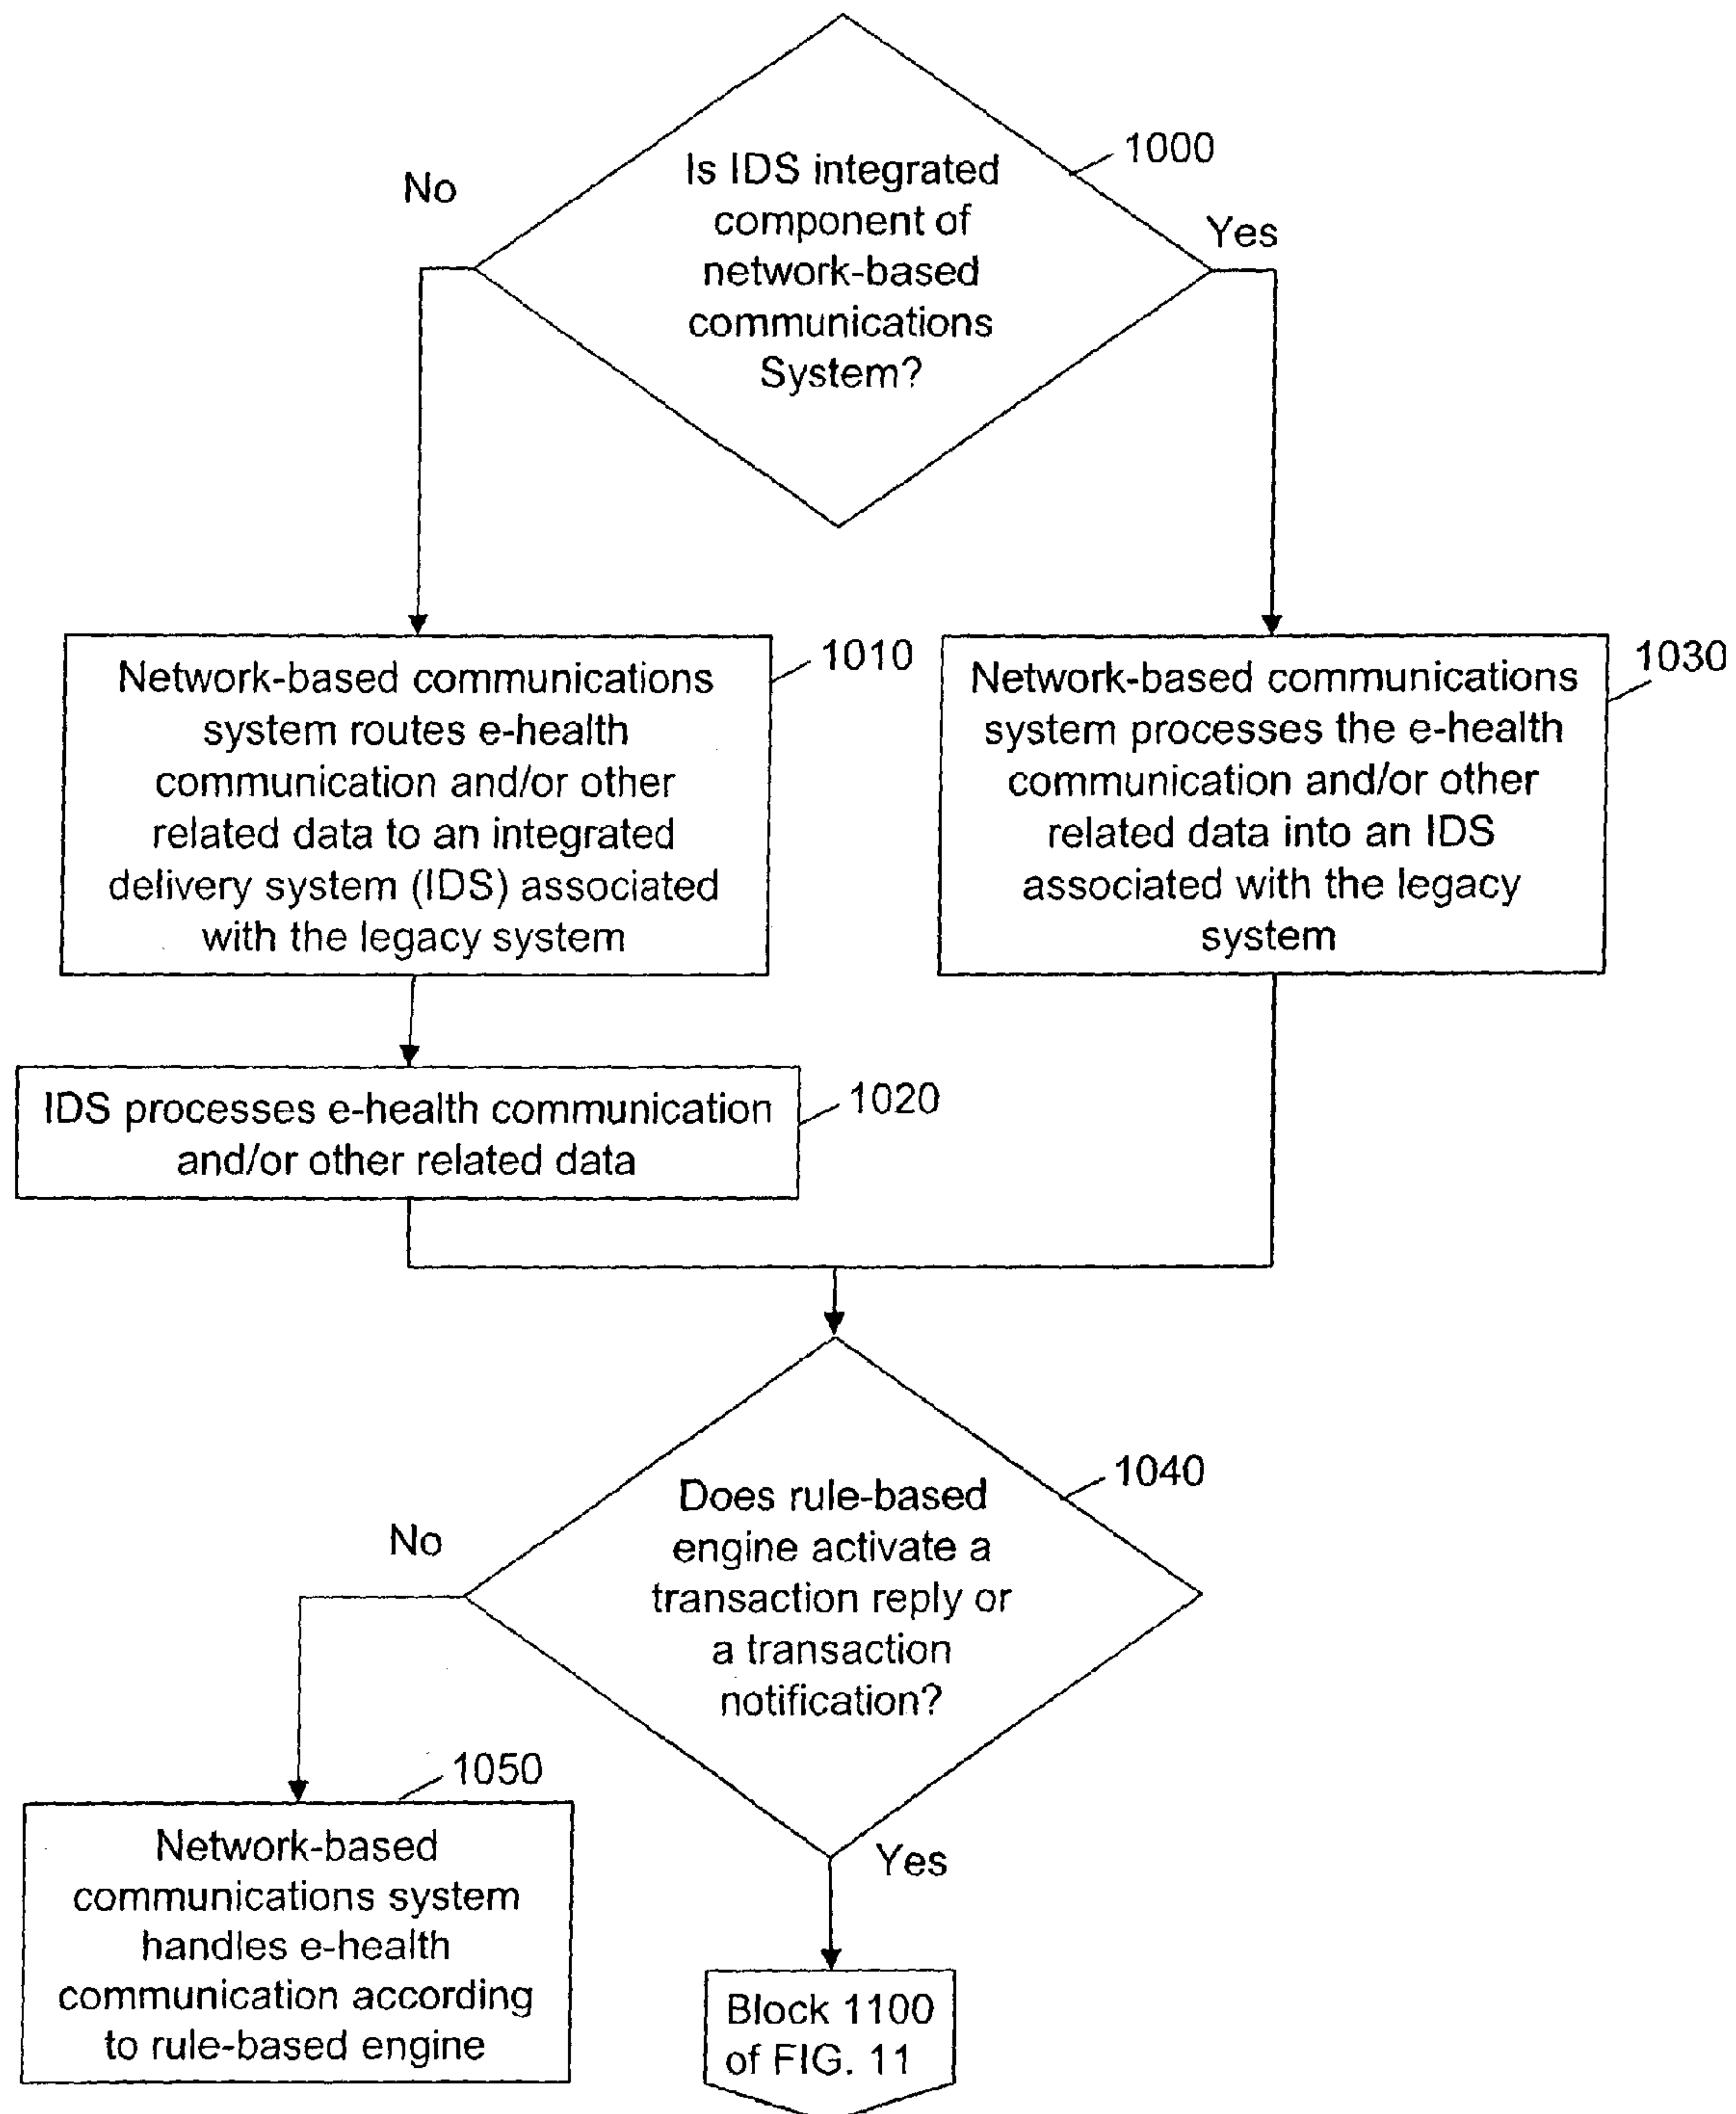 1000
No
Is IDS integrated
component of
network-based
communications
System?
Yes
1010
Network-based communications
system routes e-health
communication and/or other
related data to an integrated
delivery system (IDS) associated
with the legacy system
1030
Network-based communications
system processes the e-health
communication and/or other
related data into an IDS
associated with the legacy
system
1020
IDS processes e-health communication
and/or other related data
1040
Does rule-based
engine activate a
transaction reply or
a transaction
notification?
No
1050
Network-based
communications system
handles e-health
communication according
to rule-based engine
Yes
Block 1100
of FIG. 11